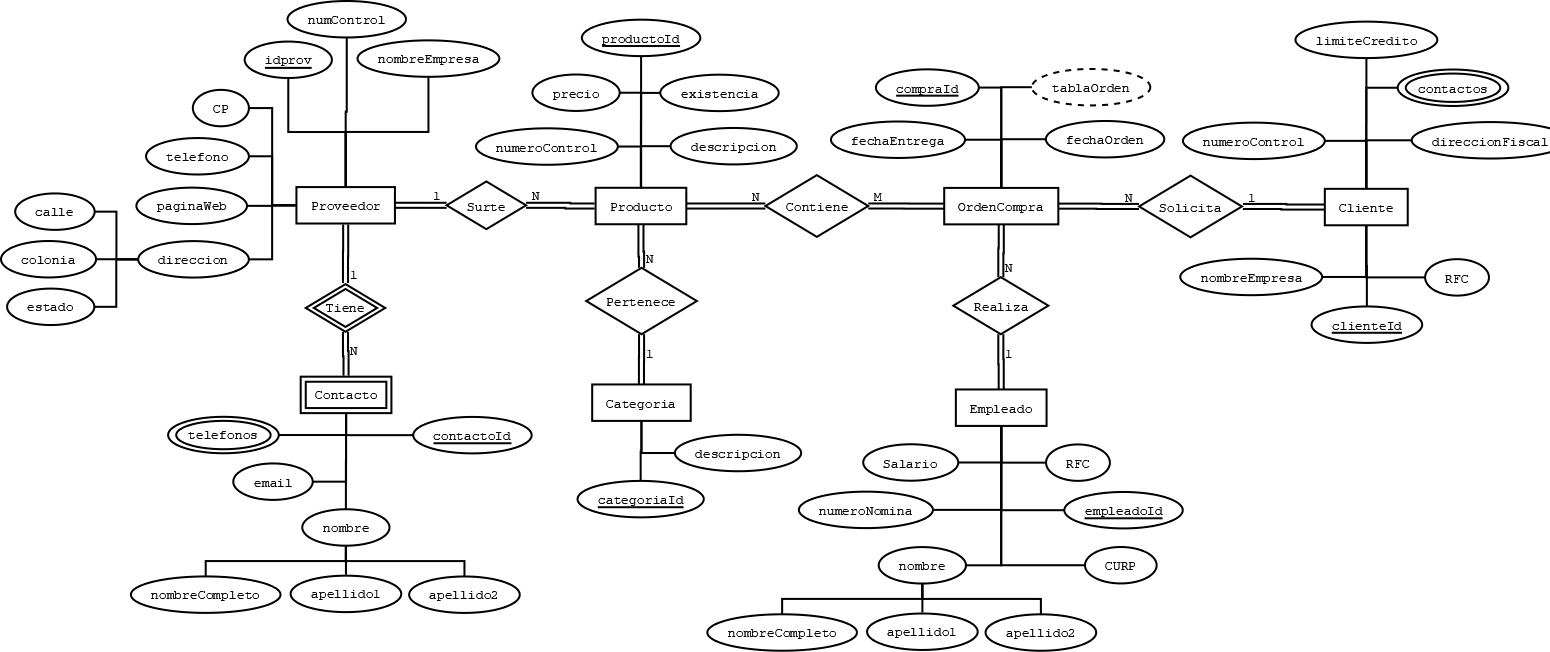 numControl
idprov
nombreEmpresa
CP
telefono
paginaWeb
calle
colonia
direccion
estado
Proveedor
1
Surte
N
productoId
precio
existencia
numeroControl
descripcion
Producto
N
Contiene
M
compraId
tablaOrden
fechaEntrega
fechaOrden
OrdenCompra
N
Solicita
1
limiteCredito
contactos
numeroControl
direccionFiscal
Cliente
nombreEmpresa
RFC
clienteId
1
Tiene
N
Contacto
telefonos
contactoId
email
nombre
nombreCompleto
apellido1
apellido2
N
Pertenece
1
Categoria
descripcion
categoriaId
N
Realiza
1
Empleado
Salario
RFC
numeroNomina
empleadoId
nombre
CURP
nombreCompleto
apellido1
apellido2